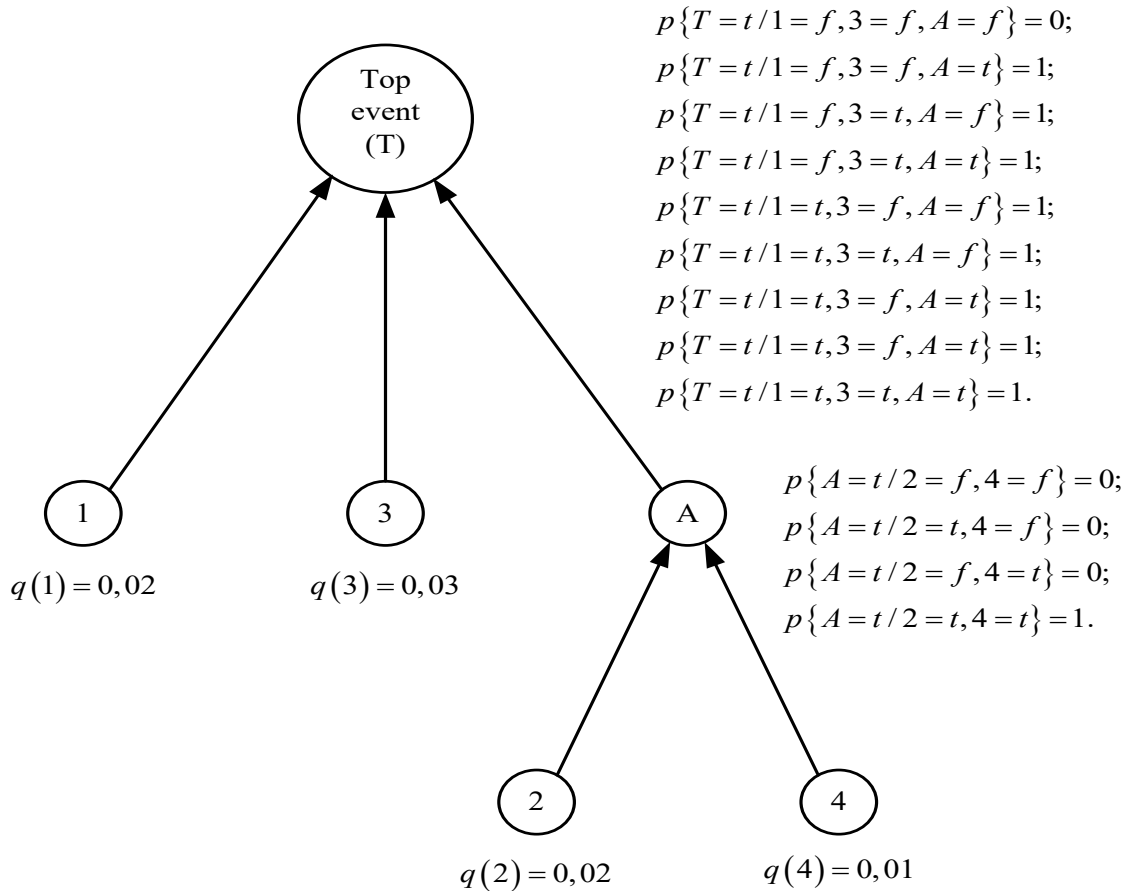 Top
event
(T)
p{T = t / 1 = f, 3 = f, A = f} = 0;
p{T = t / 1 = f, 3 = f, A = t} = 1;
p{T = t / 1 = f, 3 = t, A = f} = 1;
p{T = t / 1 = f, 3 = t, A = t} = 1;
p{T = t / 1 = t, 3 = f, A = f} = 1;
p{T = t / 1 = t, 3 = t, A = f} = 1;
p{T = t / 1 = t, 3 = f, A = t} = 1;
p{T = t / 1 = t, 3 = f, A = t} = 1;
p{T = t / 1 = t, 3 = t, A = t} = 1.
1
3
A
q(1) = 0,02
q(3) = 0,03
p{A = t / 2 = f, 4 = f} = 0;
p{A = t / 2 = t, 4 = f} = 0;
p{A = t / 2 = f, 4 = t} = 0;
p{A = t / 2 = t, 4 = t} = 1.
2
4
q(2) = 0,02
q(4) = 0,01